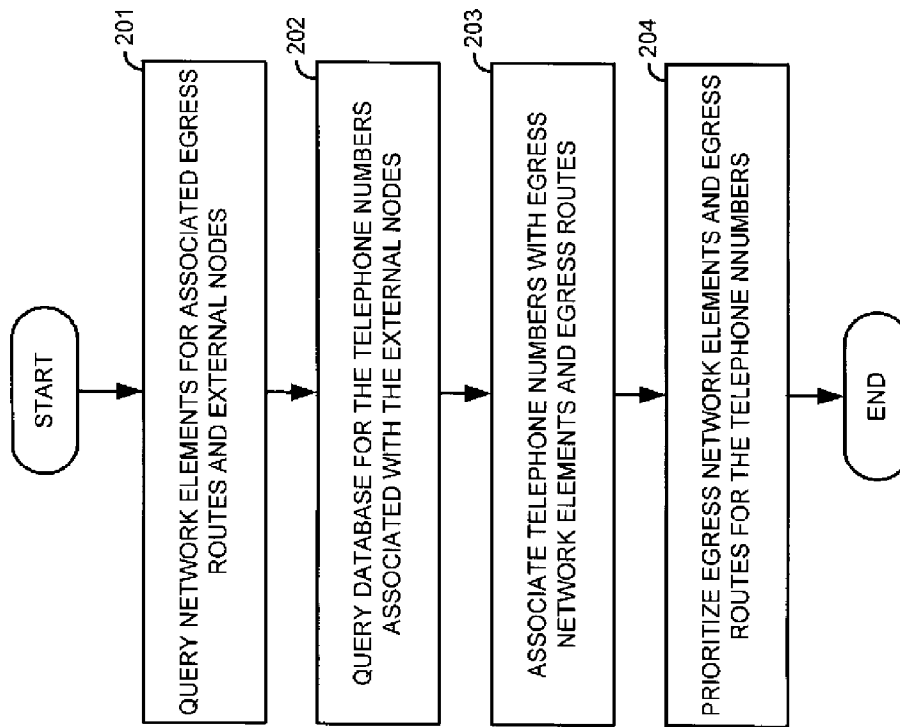 START
201
QUERY NETWORK ELEMENTS FOR ASSOCIATED EGRESS
ROUTES AND EXTERNAL NODES
202
QUERY DATABASE FOR THE TELEPHONE NUMBERS
ASSOCIATED WITH THE EXTERNAL NODES
203
ASSOCIATE TELEPHONE NUMBERS WITH EGRESS
NETWORK ELEMENTS AND EGRESS ROUTES
204
PRIORITIZE EGRESS NETWORK ELEMENTS AND EGRESS
ROUTES FOR THE TELEPHONE NNUMBERS
END